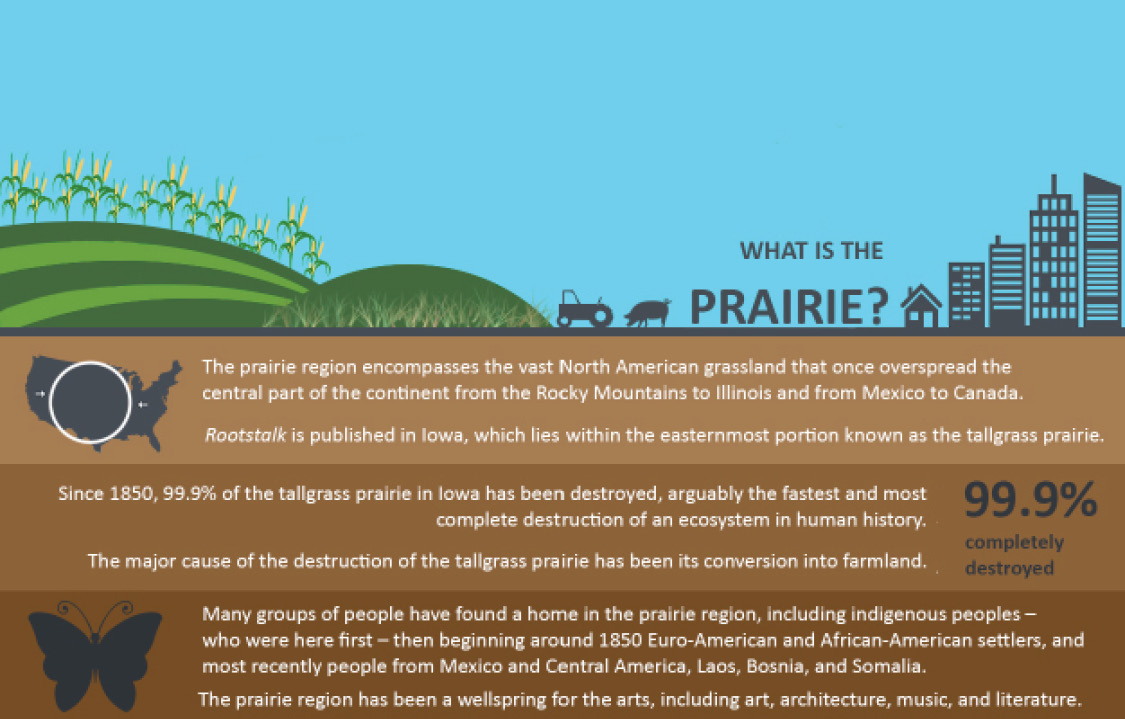 WHAT IS THE
PRAIRIE?
The prairie region encompasses the vast North American grassland that once overspread the
central part of the continent from the Rocky Mountains to Illinois and from Mexico to Canada.
Rootstalk is published in Iowa, which lies within the easternmost portion known as the tallgrass prairie.
Since 1850, 99.9% of the tallgrass prairie in Iowa has been destroyed, arguably the fastest and most
complete destruction of an ecosystem in human history.
The major cause of the destruction of the tallgrass prairie has been its conversion into farmland.
99.9%
completely
destroyed
Many groups of people have found a home in the prairie region, including indigenous peoples –
who were here first – then beginning around 1850 Euro-American and African-American settlers, and
most recently people from Mexico and Central America, Laos, Bosnia, and Somalia.
The prairie region has been a wellspring for the arts, including art, architecture, music, and literature.